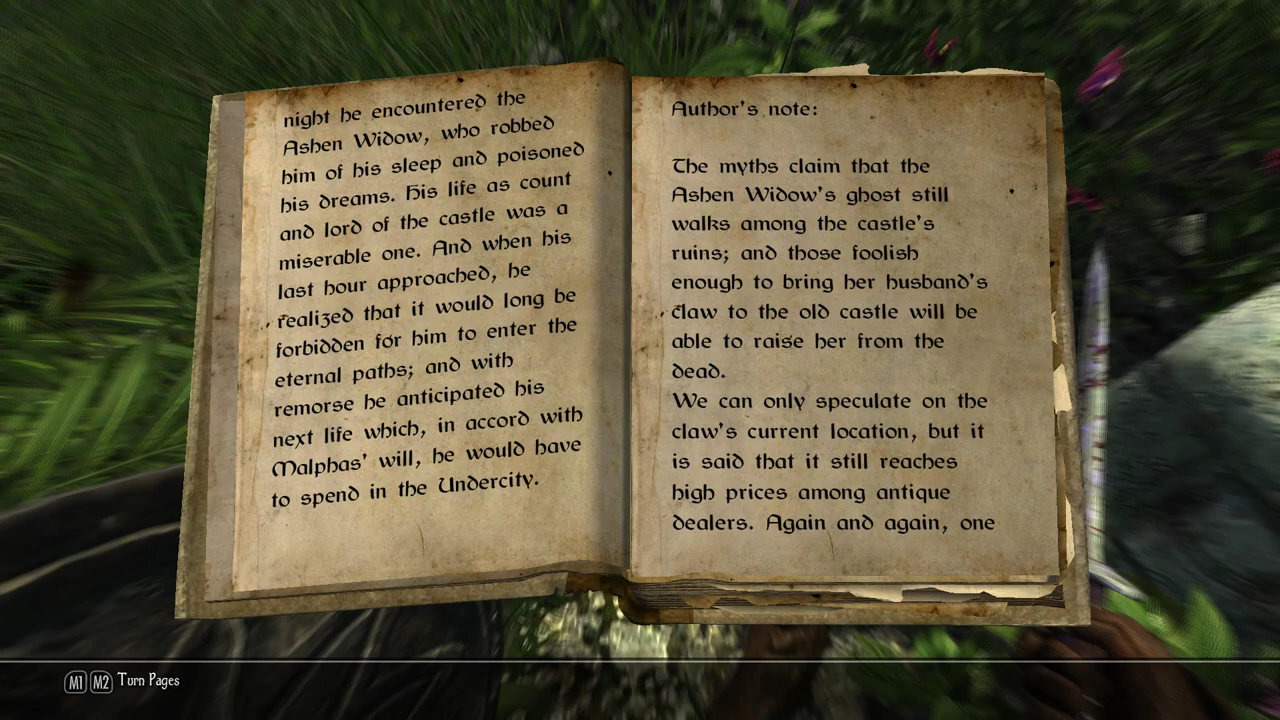 night he encountered the
Ashen Widow, who robbed
him of his sleep and poisoned
his dreams. His life as count
and lord of the castle was a
miserable one. And when his
last hour approached, he
realized that it would long be
forbidden for him to enter the
eternal paths; and with
remorse he anticipated his
next life which, in accord with
Malphas' will, he would have
to spend in the Undercity.
Author's note:
The myths claim that the
Ashen Widow's ghost still
walks among the castle's
ruins; and those foolish
enough to bring her husband's
claw to the old castle will be
able to raise her from the
dead.
We can only speculate on the
claw's current location, but it
is said that it still reaches
high prices among antique
dealers. Again and again, one
M1 M2 Turn Pages